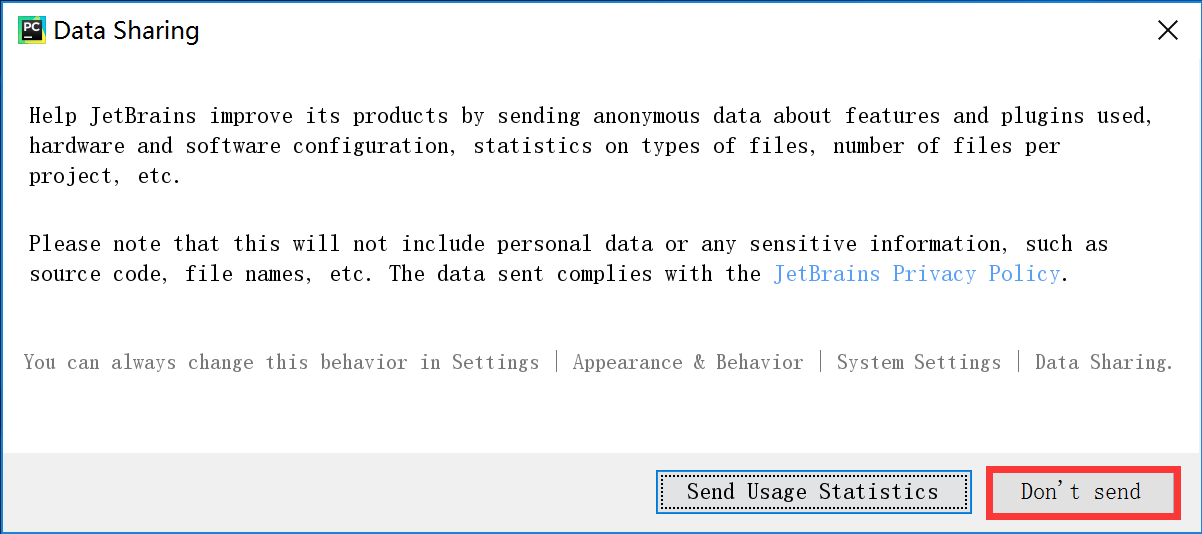 PC Data Sharing
Help JetBrains improve its products by sending anonymous data about features and plugins used,
hardware and software configuration, statistics on types of files, number of files per
project, etc.
Please note that this will not include personal data or any sensitive information, such as
source code, file names, etc. The data sent complies with the JetBrains Privacy Policy.
You can always change this behavior in Settings | Appearance & Behavior | System Settings | Data Sharing.
Send Usage Statistics Don't send